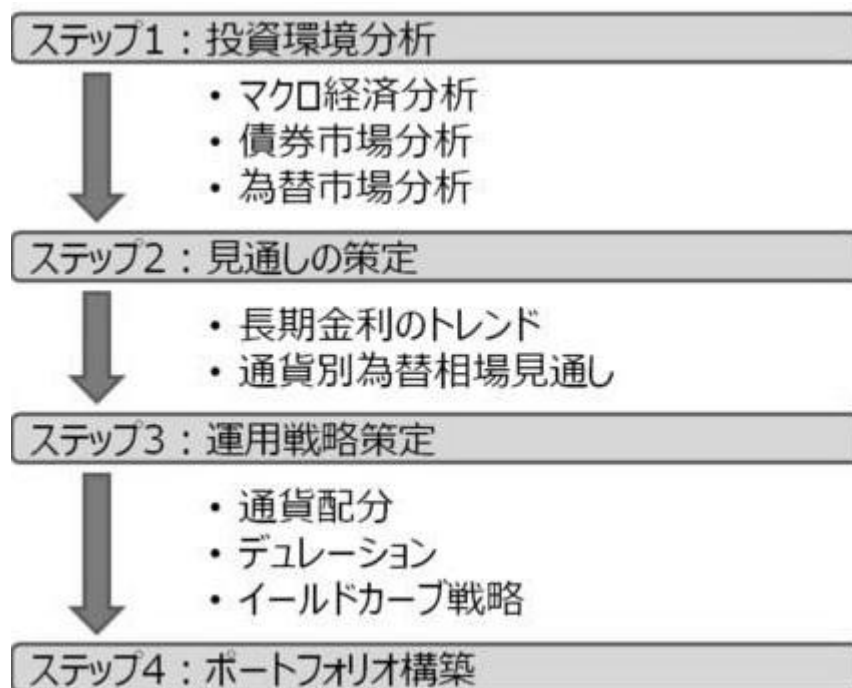 ステップ1：投資環境分析
・マクロ経済分析
・債券市場分析
・為替市場分析
ステップ2：見通しの策定
・長期金利のトレンド
・通貨別為替相場見通し
ステップ3：運用戦略策定
・通貨配分
・デュレーション
・イールドカーブ戦略
ステップ4：ポートフォリオ構築